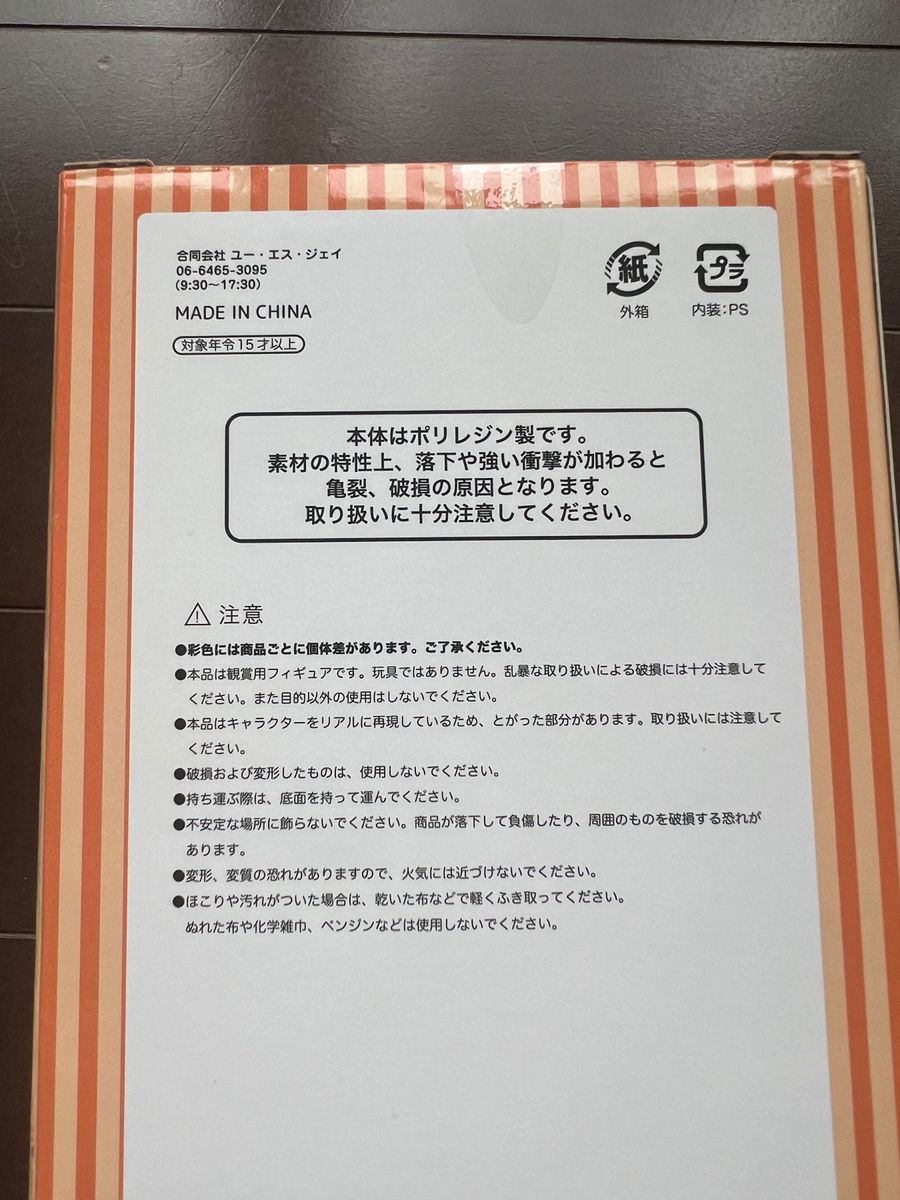 合同会社 ユー・エス・ジェイ
06-6465-3095
(9:30〜17:30)
MADE IN CHINA
対象年令15才以上
紙
外箱
プラ
内装:PS
本体はポリレジン製です。
素材の特性上、落下や強い衝撃が加わると
亀裂、破損の原因となります。
取り扱いに十分注意してください。
注意
●彩色には商品ごとに個体差があります。ご了承ください。
●本品は観賞用フィギュアです。玩具ではありません。乱暴な取り扱いによる破損には十分注意して
ください。また目的以外の使用はしないでください。
●本品はキャラクターをリアルに再現しているため、とがった部分があります。取り扱いには注意して
ください。
●破損および変形したものは、使用しないでください。
●持ち運ぶ際は、底面を持って運んでください。
●不安定な場所に飾らないでください。商品が落下して負傷したり、周囲のものを破損する恐れが
あります。
●変形、変質の恐れがありますので、火気には近づけないでください。
●ほこりや汚れがついた場合は、乾いた布などで軽くふき取ってください。
ぬれた布や化学雑巾、ベンジンなどは使用しないでください。